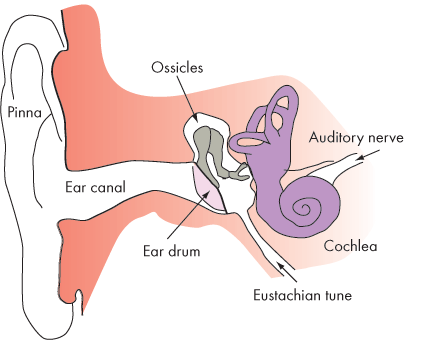 Ossicles
Pinna
Auditory nerve
Ear canal
Cochlea
Ear drum
Eustachian tune